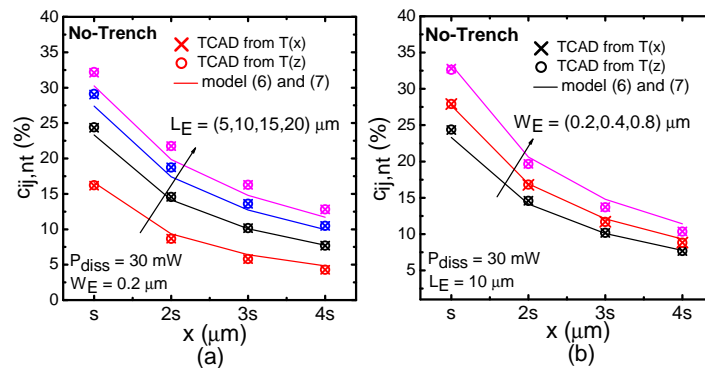 No-Trench
TCAD from T(x)
TCAD from T(z)
model (6) and (7)
L_E = (5,10,15,20) μm
P_diss = 30 mW
W_E = 0.2 μm
c_ij,nt (%)
40
35
30
25
20
15
10
5
0
s 2s 3s 4s
x (μm)
(a)
No-Trench
TCAD from T(x)
TCAD from T(z)
model (6) and (7)
W_E = (0.2,0.4,0.8) μm
P_diss = 30 mW
L_E = 10 μm
c_ij,nt (%)
40
35
30
25
20
15
10
5
s 2s 3s 4s
x (μm)
(b)